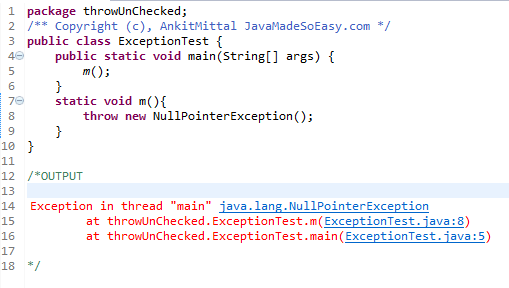 1 package throwUnChecked;
2 /** Copyright (c), AnkitMittal JavaMadeSoEasy.com */
3 public class ExceptionTest {
4 public static void main(String[] args) {
5 m();
6 }
7 static void m(){
8 throw new NullPointerException();
9 }
10 }
11
12 /*OUTPUT
13
14 Exception in thread "main" java.lang.NullPointerException
15 at throwUnChecked.ExceptionTest.m(ExceptionTest.java:8)
16 at throwUnChecked.ExceptionTest.main(ExceptionTest.java:5)
17
18 */